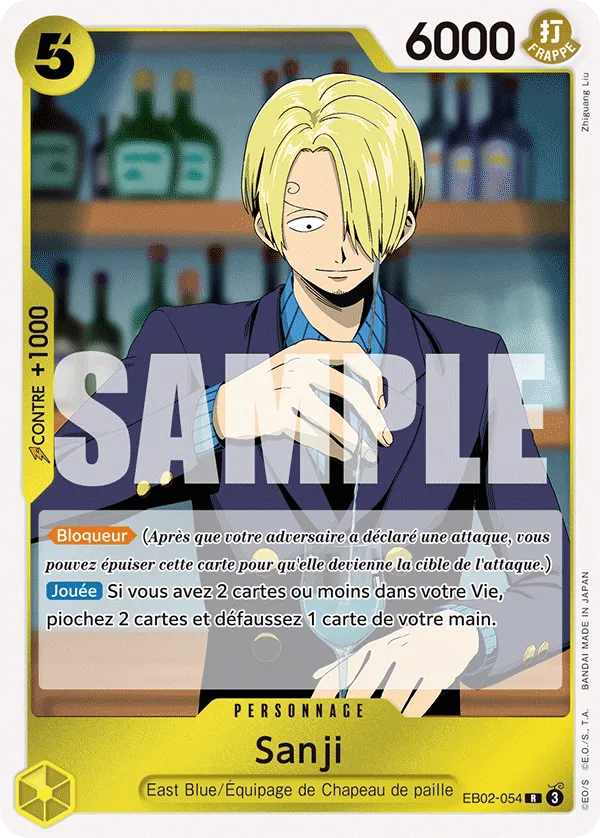 5
6000
打
FRAPPE
Zhiguang Liu
CONTRE +1000
SAMPLE
Bloqueur (Après que votre adversaire a déclaré une attaque, vous
pouvez épuiser cette carte pour qu'elle devienne la cible de l'attaque.)
Jouée Si vous avez 2 cartes ou moins dans votre Vie,
piochez 2 cartes et défaussez 1 carte de votre main.
PERSONNAGE
Sanji
East Blue/Équipage de Chapeau de paille
EB02-054 R 3
©EO/S ©E.O./S., T.A. BANDAI MADE IN JAPAN